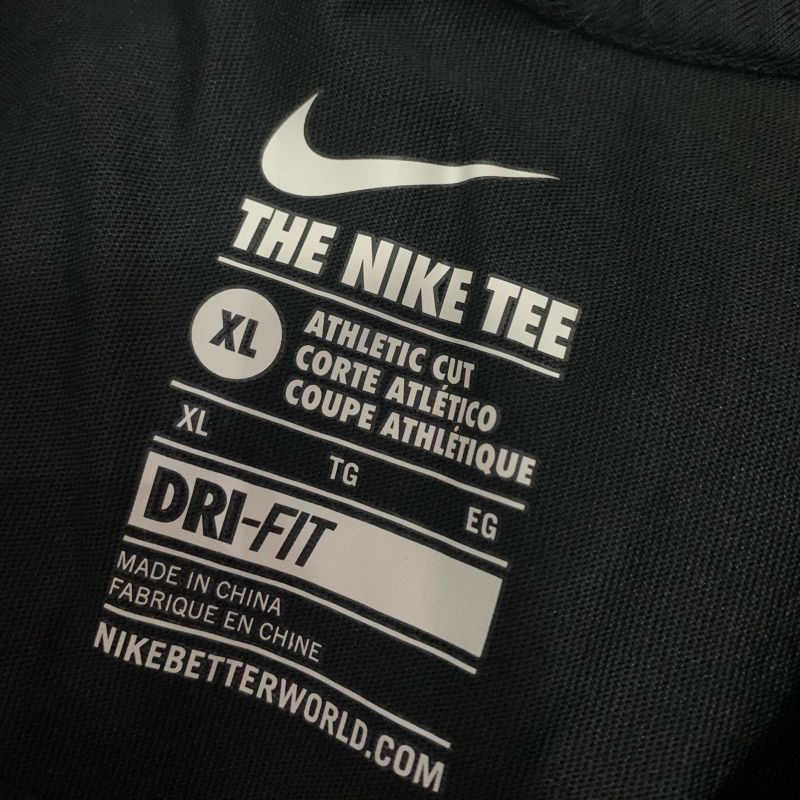 THE NIKE TEE
XL
ATHLETIC CUT
CORTE ATLÉTICO
COUPE ATHLÉTIQUE
XL TG EG
DRI-FIT
MADE IN CHINA
FABRIQUE EN CHINE
NIKEBETTERWORLD.COM